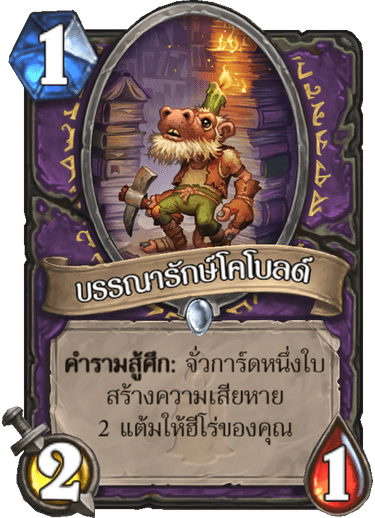 1
บรรณารักษ์โคโบลด์
คำรามสู้ศึก: จั่วการ์ดหนึ่งใบ
สร้างความเสียหาย
2 แต้มให้ฮีโร่ของคุณ
2
1